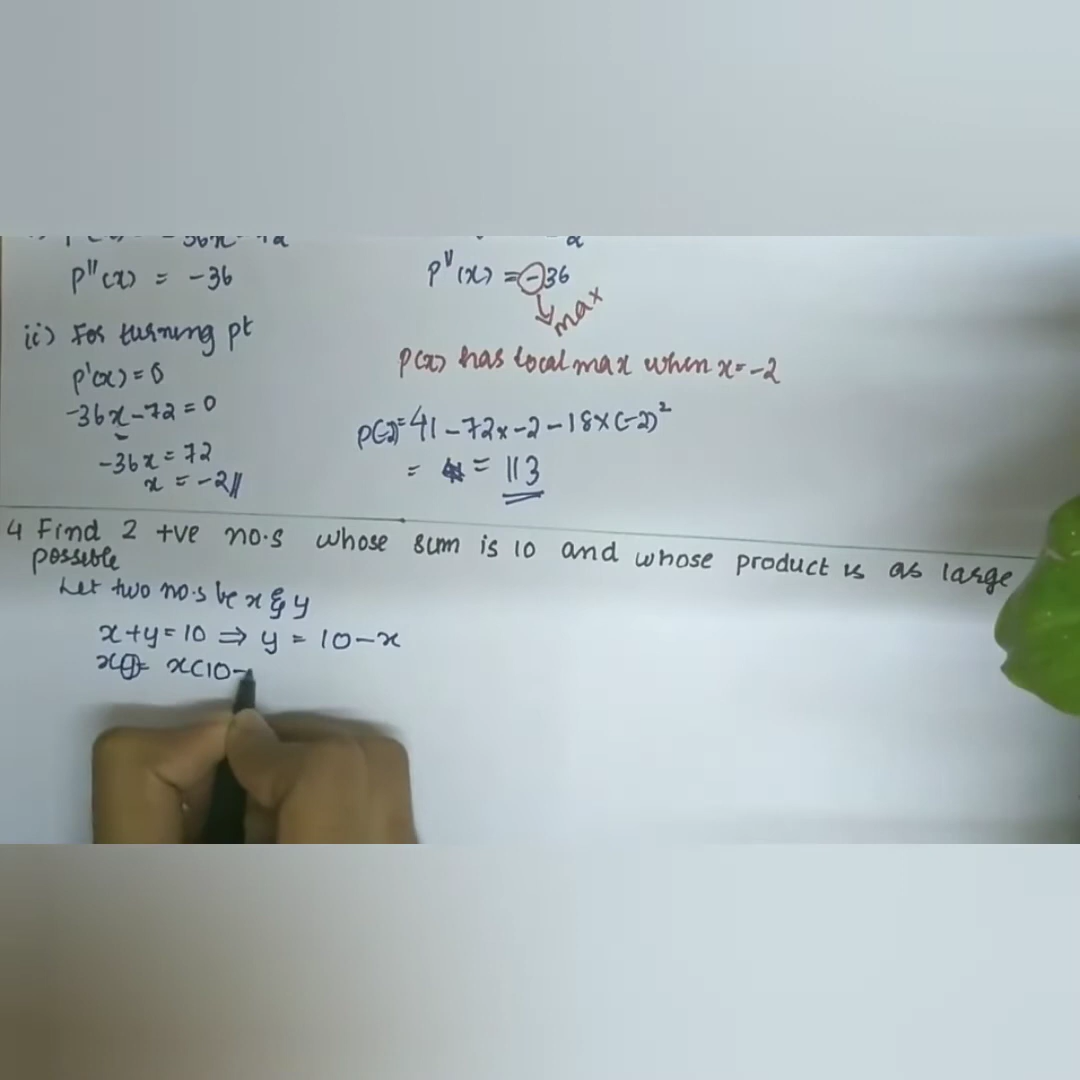 P"(x) = -36
ii) For turning pt
p'(x) = 0
-36x - 72 = 0
-36x = 72
x = -2//
P"(x) = -36
max
p(x) has local max when x = -2
P(-2) = 41 - 72x-2 - 18x(-2)²
= = 113
4 Find 2 +ve no.s whose sum is 10 and whose product is as large
possible
Let two no.s be x & y
x+y = 10 ⇒ y = 10-x
= x(10-